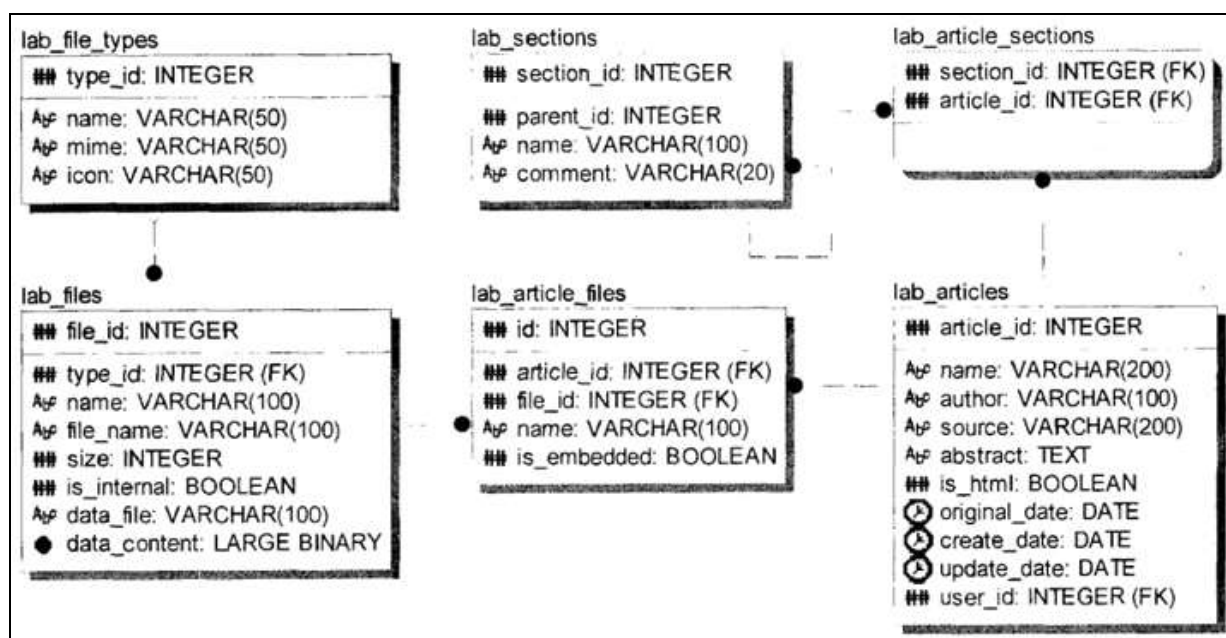 lab_file_types
type_id: INTEGER
name: VARCHAR(50)
mime: VARCHAR(50)
icon: VARCHAR(50)
lab_sections
section_id: INTEGER
parent_id: INTEGER
name: VARCHAR(100)
comment: VARCHAR(20)
lab_article_sections
section_id: INTEGER (FK)
article_id: INTEGER (FK)
lab_files
file_id: INTEGER
type_id: INTEGER (FK)
name: VARCHAR(100)
file_name: VARCHAR(100)
size: INTEGER
is_internal: BOOLEAN
data_file: VARCHAR(100)
data_content: LARGE BINARY
lab_article_files
id: INTEGER
article_id: INTEGER (FK)
file_id: INTEGER (FK)
name: VARCHAR(100)
is_embedded: BOOLEAN
lab_articles
article_id: INTEGER
name: VARCHAR(200)
author: VARCHAR(100)
source: VARCHAR(200)
abstract: TEXT
is_html: BOOLEAN
original_date: DATE
create_date: DATE
update_date: DATE
user_id: INTEGER (FK)